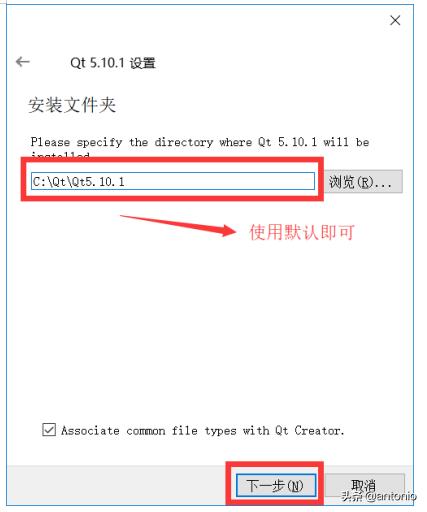 Qt 5.10.1 设置
安装文件夹
Please specify the directory where Qt 5.10.1 will be
installed.
C:\Qt\Qt5.10.1
浏览(R)...
使用默认即可
Associate common file types with Qt Creator.
下一步(N)
取消
头条 @antonio